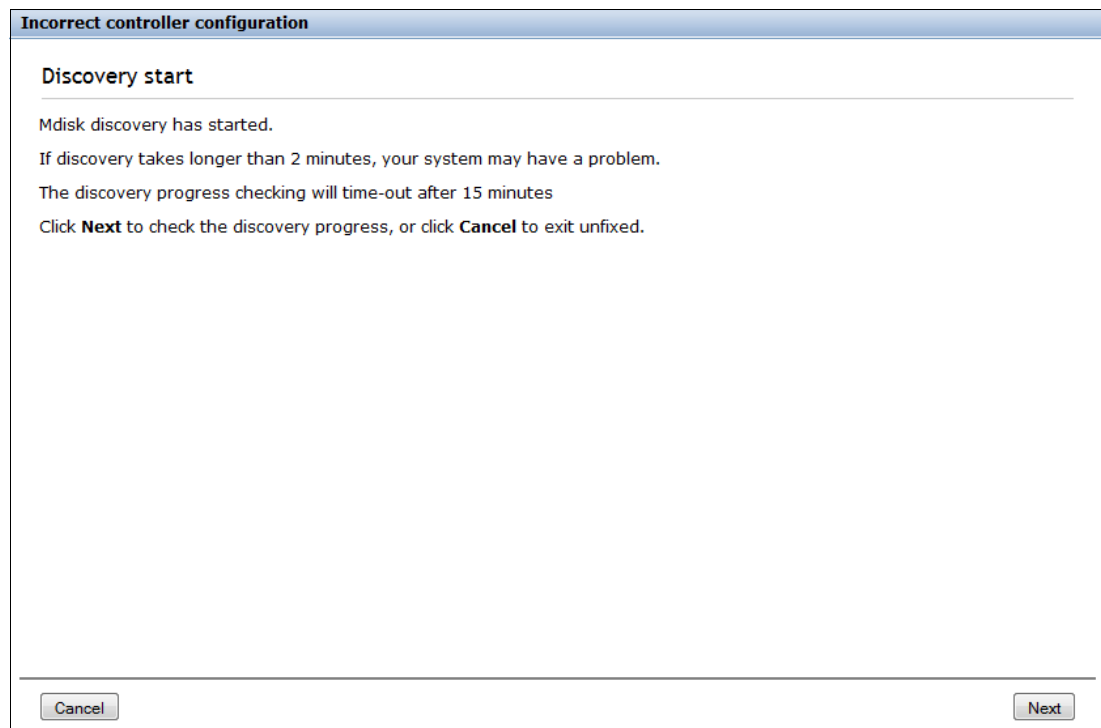 Incorrect controller configuration
Discovery start
Mdisk discovery has started.
If discovery takes longer than 2 minutes, your system may have a problem.
The discovery progress checking will time-out after 15 minutes
Click Next to check the discovery progress, or click Cancel to exit unfixed.
Cancel
Next